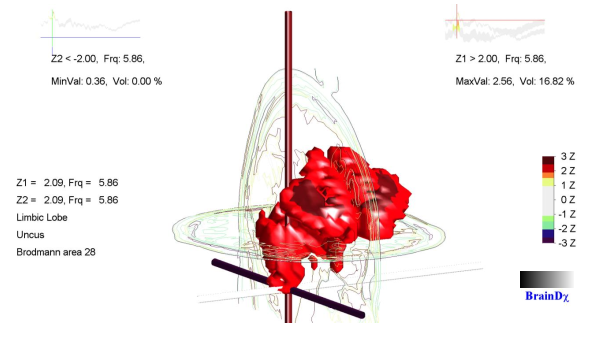 Z2 < -2.00, Frq: 5.86,
MinVal: 0.36, Vol: 0.00 %
Z1 > 2.00, Frq: 5.86,
MaxVal: 2.56, Vol: 16.82 %
Z1 = 2.09, Frq = 5.86
Z2 = 2.09, Frq = 5.86
Limbic Lobe
Uncus
Brodmann area 28
3 Z
2 Z
1 Z
0 Z
-1 Z
-2 Z
-3 Z
BrainDχ